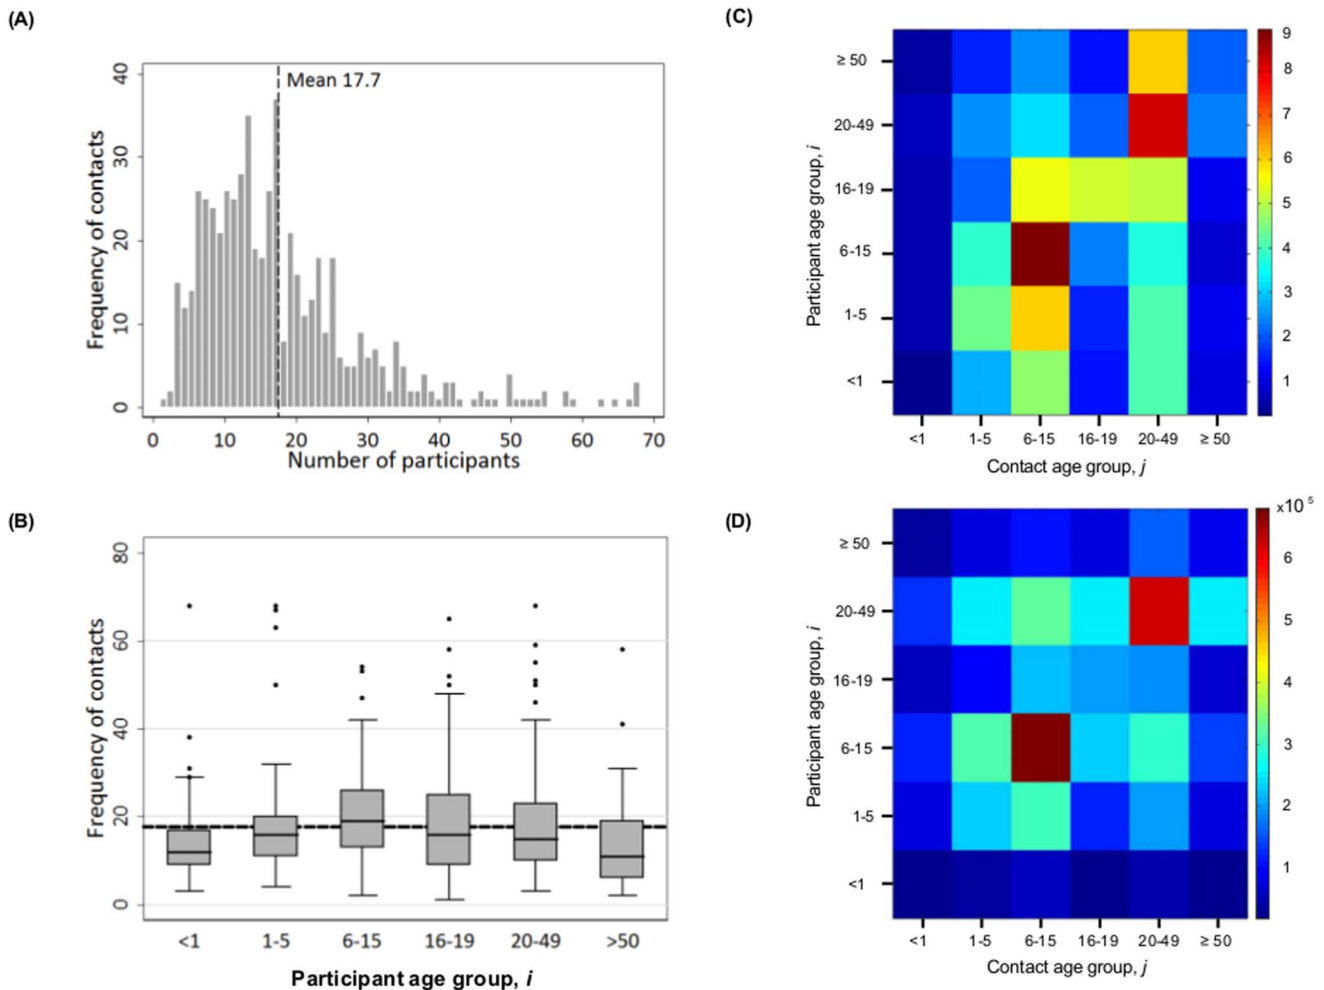 (A)
Mean 17.7
Frequency of contacts
40
30
20
10
0
0 10 20 30 40 50 60 70
Number of participants
(B)
Frequency of contacts
80
60
40
20
0
<1 1-5 6-15 16-19 20-49 >50
Participant age group, i
(C)
Participant age group, i
≥ 50
20-49
16-19
6-15
1-5
<1
<1 1-5 6-15 16-19 20-49 ≥ 50
Contact age group, j
9
8
7
6
5
4
3
2
1
(D)
Participant age group, i
≥ 50
20-49
16-19
6-15
1-5
<1
<1 1-5 6-15 16-19 20-49 ≥ 50
Contact age group, j
x10 5
6
5
4
3
2
1